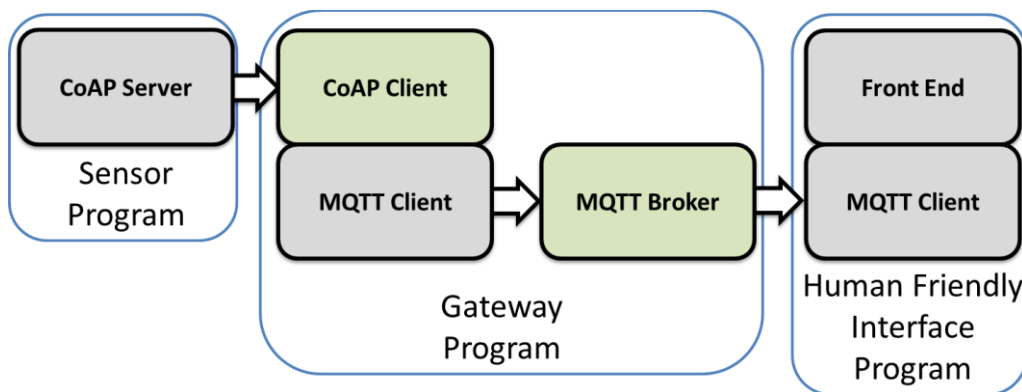 CoAP Server
Sensor
Program
CoAP Client
MQTT Client
MQTT Broker
Gateway
Program
Front End
MQTT Client
Human Friendly
Interface
Program